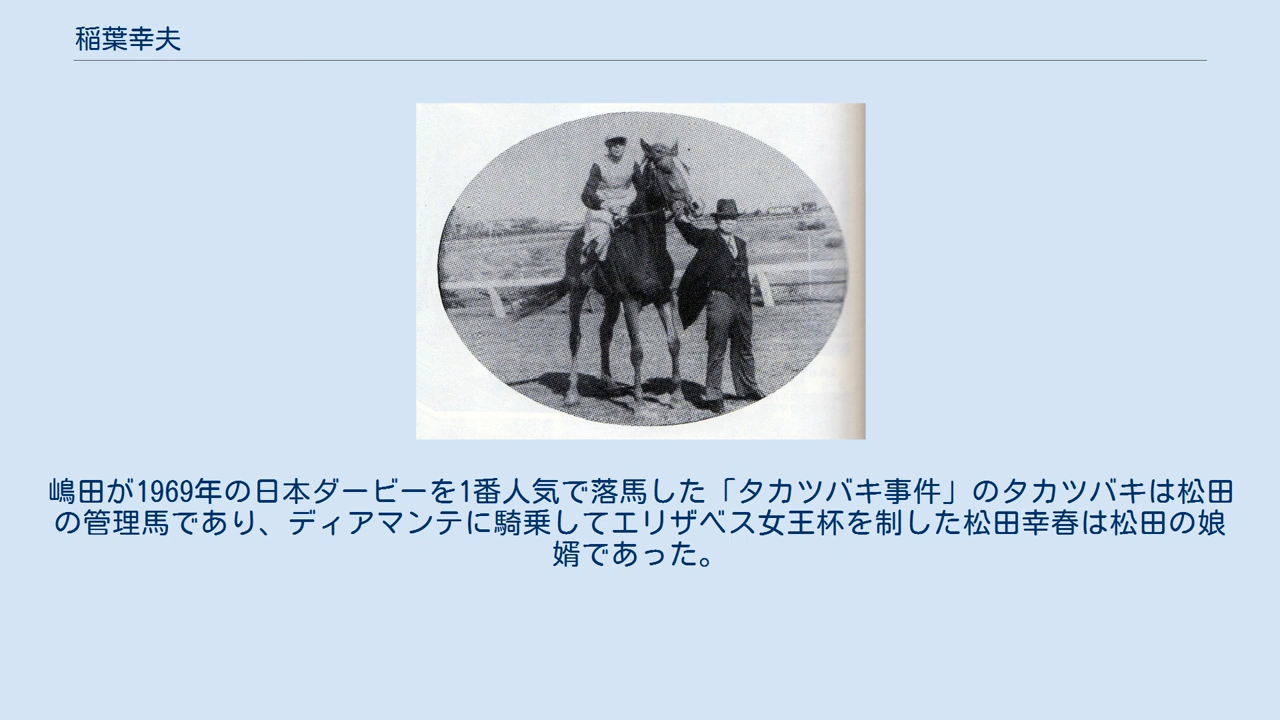 稲葉幸夫
嶋田が1969年の日本ダービーを1番人気で落馬した「タカツバキ事件」のタカツバキは松田
の管理馬であり、ディアマンテに騎乗してエリザベス女王杯を制した松田幸春は松田の娘
婿であった。